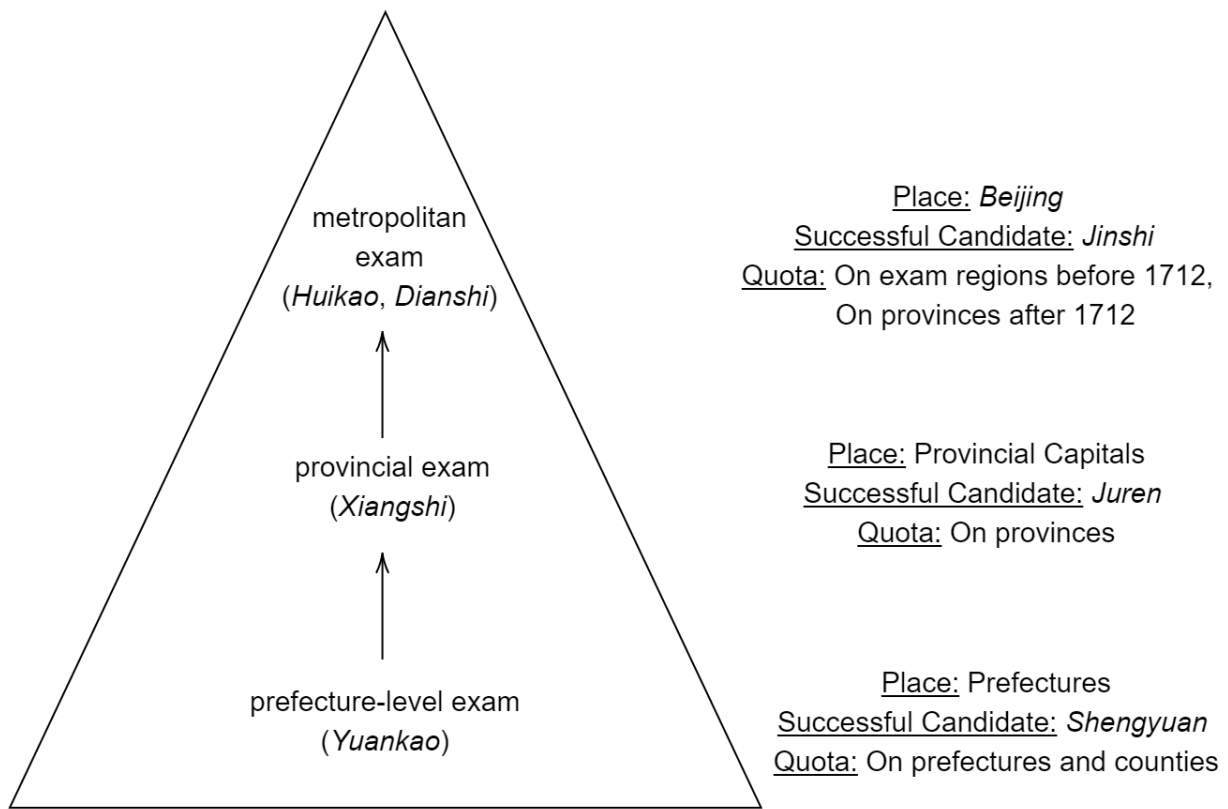 metropolitan
exam
(Huikao, Dianshi)
Place: Beijing
Successful Candidate: Jinshi
Quota: On exam regions before 1712,
On provinces after 1712
provincial exam
(Xiangshi)
Place: Provincial Capitals
Successful Candidate: Juren
Quota: On provinces
prefecture-level exam
(Yuankao)
Place: Prefectures
Successful Candidate: Shengyuan
Quota: On prefectures and counties